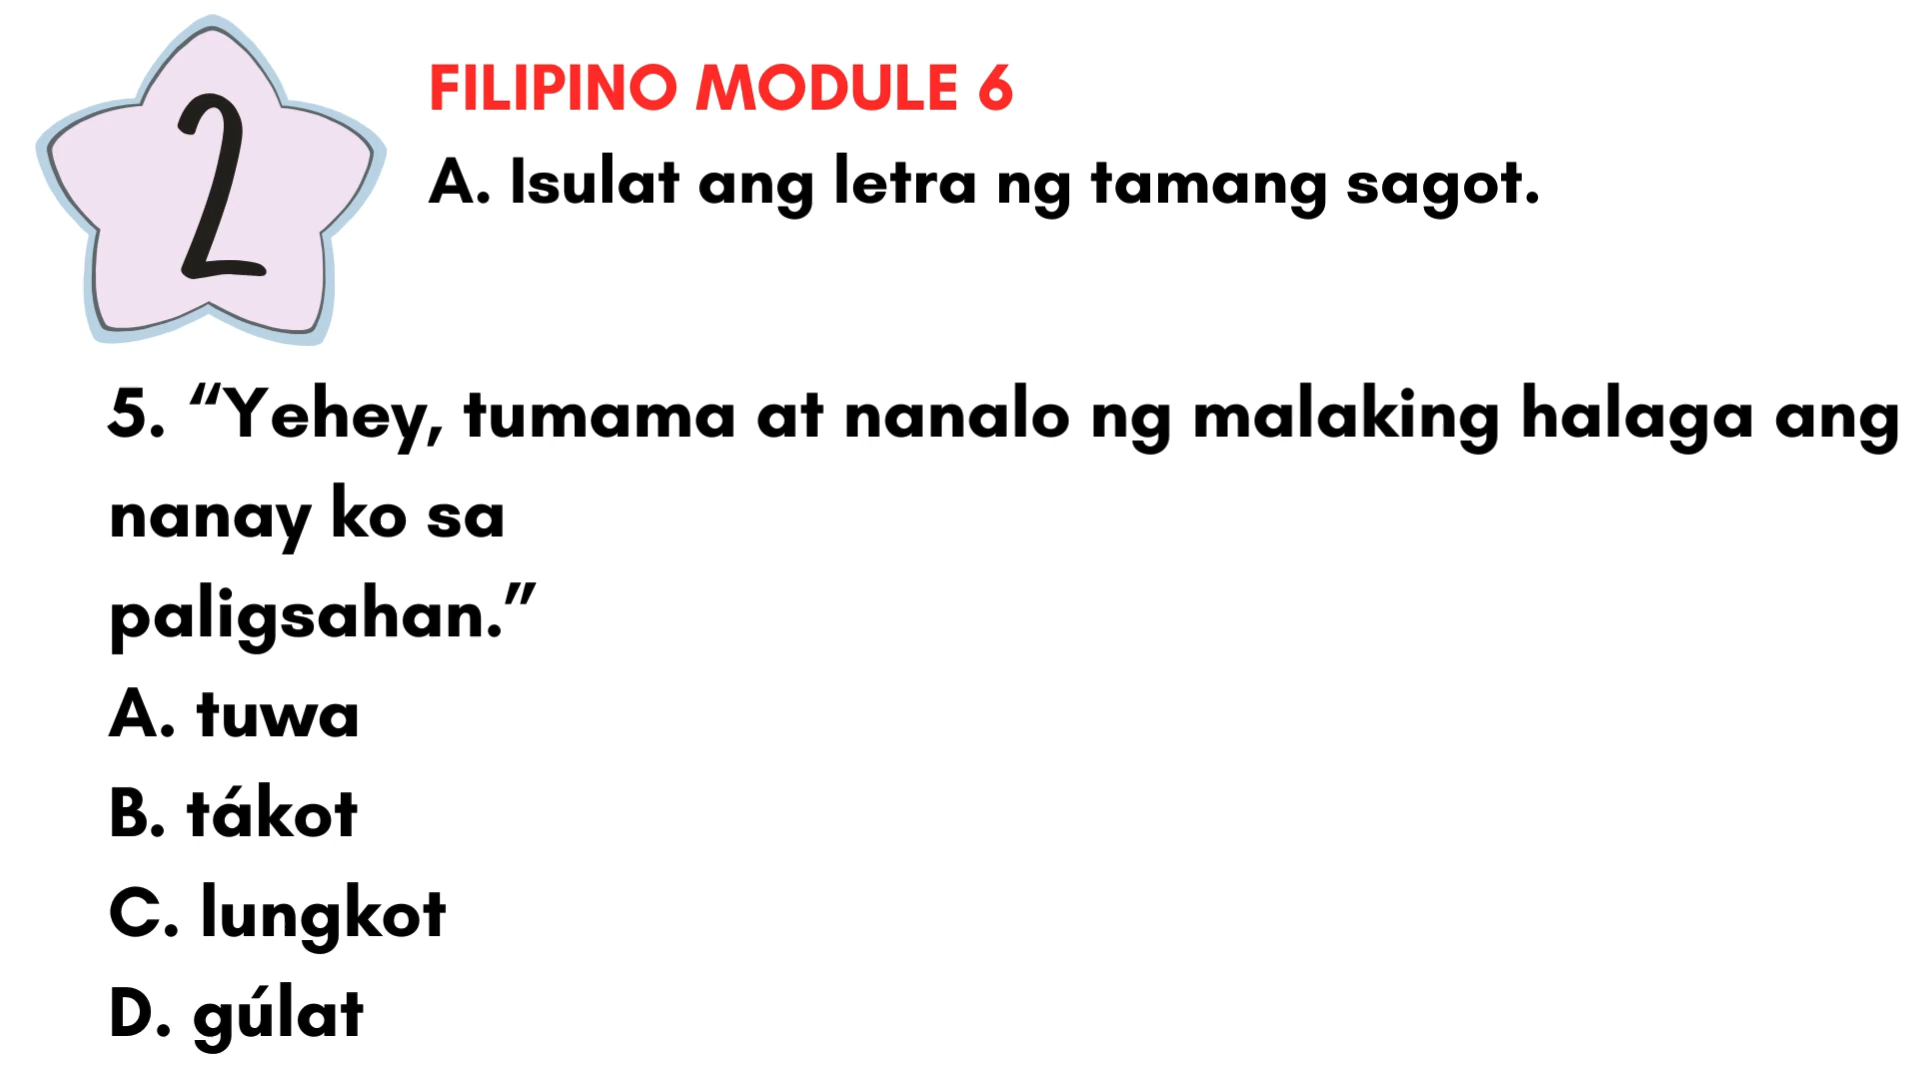 2
FILIPINO MODULE 6
A. Isulat ang letra ng tamang sagot.
5. “Yehey, tumama at nanalo ng malaking halaga ang
nanay ko sa
paligsahan.”
A. tuwa
B. tákot
C. lungkot
D. gúlat